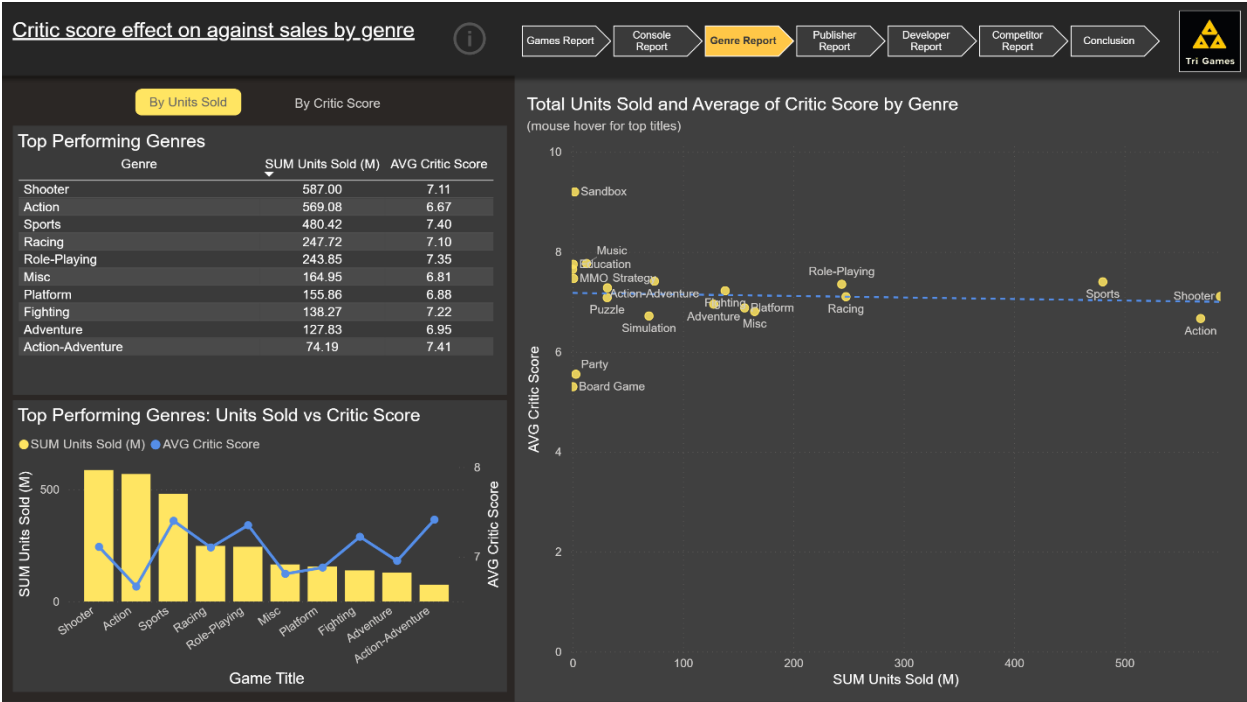 Critic score effect on against sales by genre
i
Games Report
Console
Report
Genre Report
Publisher
Report
Developer
Report
Competitor
Report
Conclusion
Tri Games
By Units Sold
By Critic Score
Top Performing Genres
Genre SUM Units Sold (M) AVG Critic Score
Shooter 587.00 7.11
Action 569.08 6.67
Sports 480.42 7.40
Racing 247.72 7.10
Role-Playing 243.85 7.35
Misc 164.95 6.81
Platform 155.86 6.88
Fighting 138.27 7.22
Adventure 127.83 6.95
Action-Adventure 74.19 7.41
Top Performing Genres: Units Sold vs Critic Score
SUM Units Sold (M) AVG Critic Score
SUM Units Sold (M)
500
0
8
7
AVG Critic Score
Shooter
Action
Sports
Racing
Role-Playing
Misc
Platform
Fighting
Adventure
Action-Adventure
Game Title
Total Units Sold and Average of Critic Score by Genre
(mouse hover for top titles)
AVG Critic Score
10
8
6
4
2
0
Sandbox
Music
Education
MMO Strategy
Action-Adventure
Puzzle
Simulation
Fighting
Adventure
Platform
Misc
Role-Playing
Racing
Sports
Shooter
Action
Party
Board Game
0 100 200 300 400 500
SUM Units Sold (M)